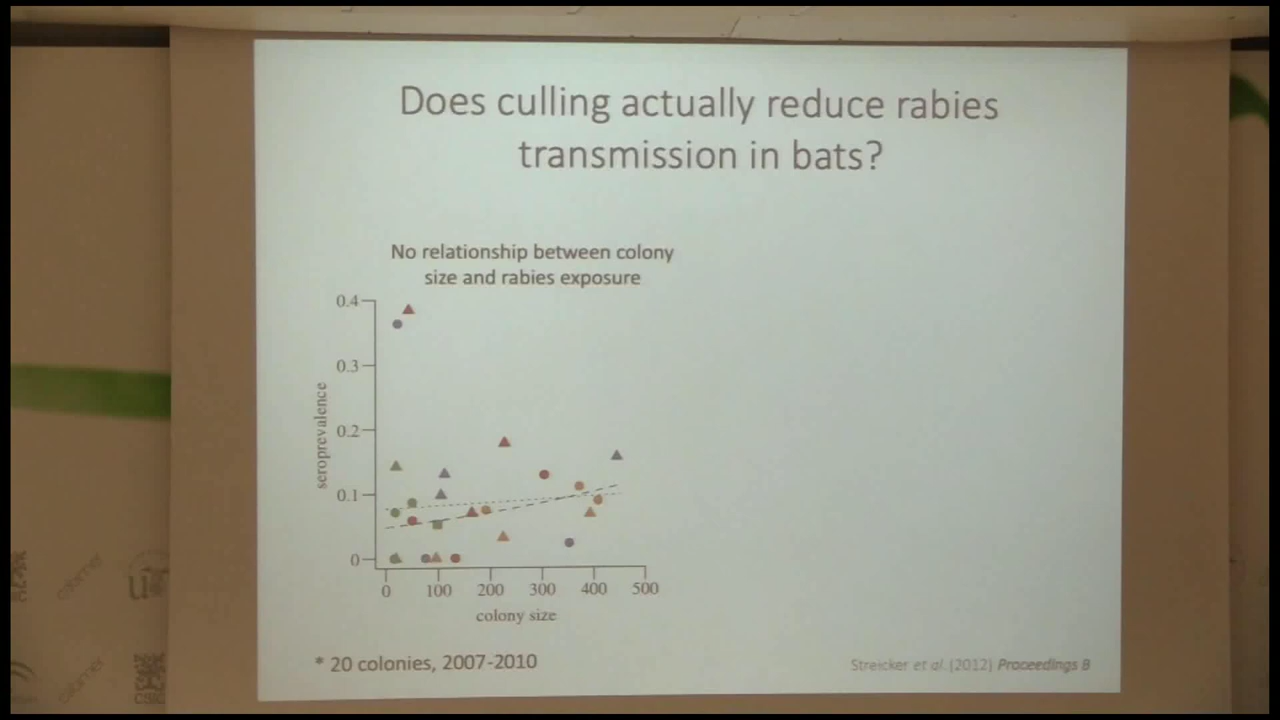 Does culling actually reduce rabies
transmission in bats?
No relationship between colony
size and rabies exposure
0.4
0.3
0.2
0.1
0
seroprevalence
0 100 200 300 400 500
colony size
* 20 colonies, 2007-2010
Streicker et al. (2012) Proceedings B